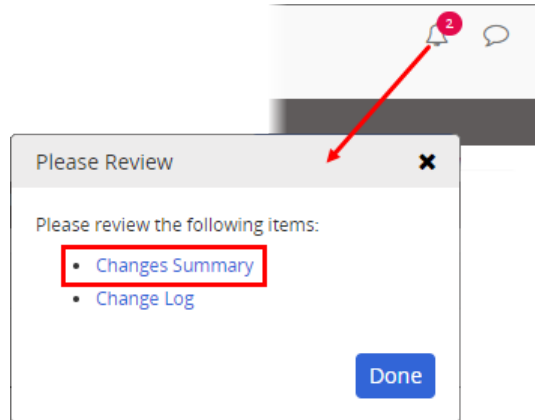 2
Please Review
Please review the following items:
Changes Summary
Change Log
Done